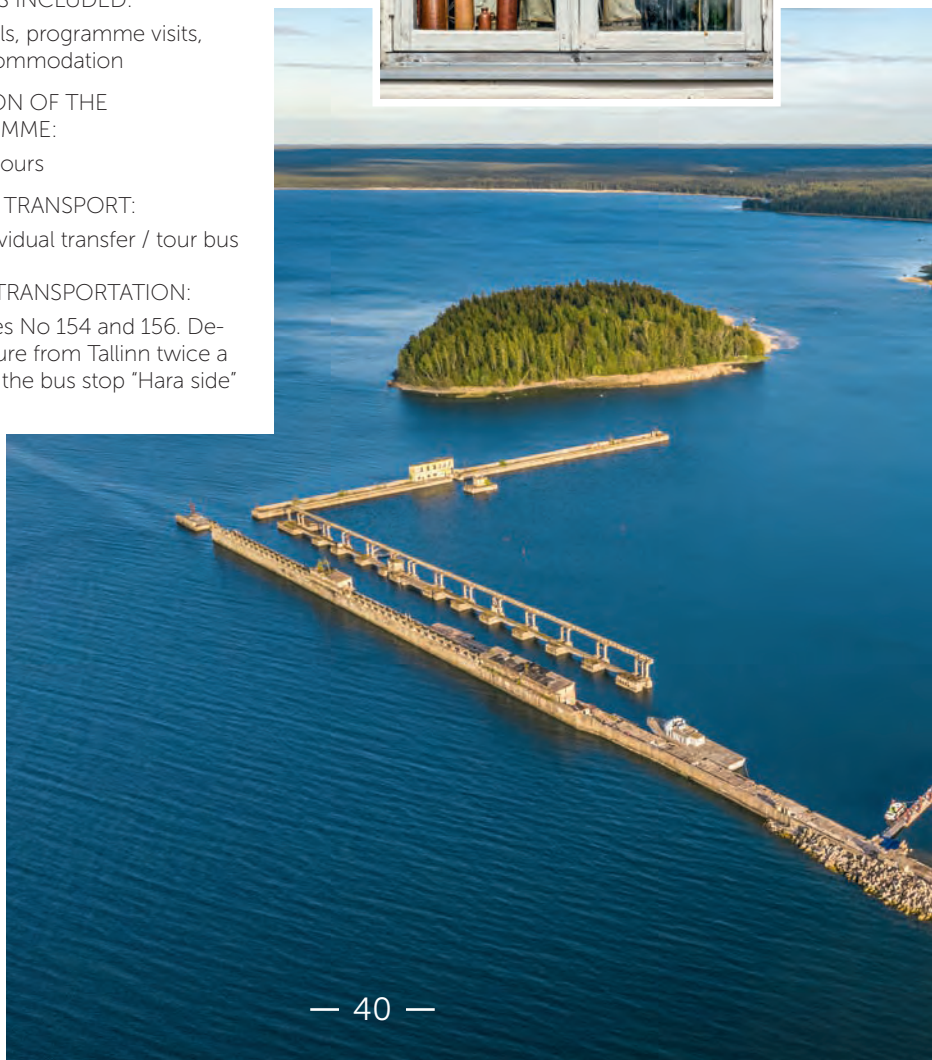 S INCLUDED:
ls, programme visits,
ommodation
ON OF THE
MME:
ours
TRANSPORT:
vidual transfer / tour bus
TRANSPORTATION:
es No 154 and 156. De-
ure from Tallinn twice a
the bus stop “Hara side”
— 40 —